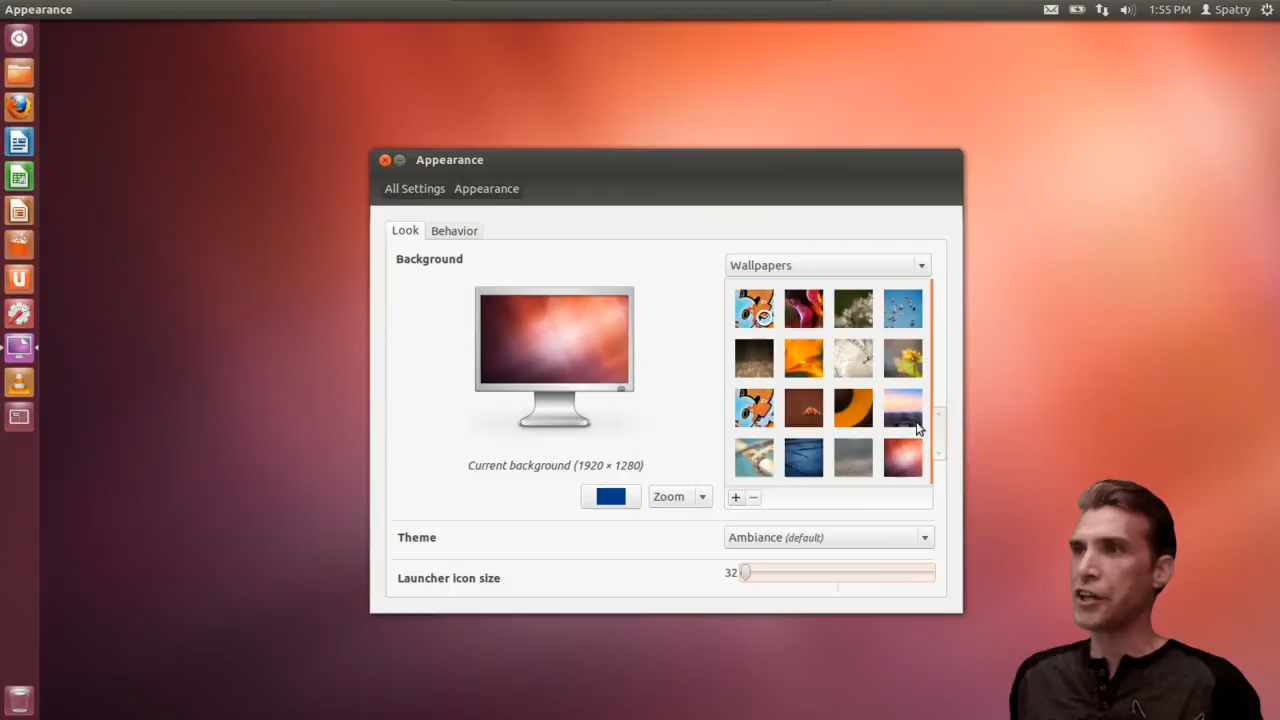 Appearance
1:55 PM Spatry
Appearance
All Settings Appearance
Look Behavior
Background
Wallpapers
Current background (1920 × 1280)
Zoom
+ −
Theme
Ambiance (default)
Launcher icon size
32